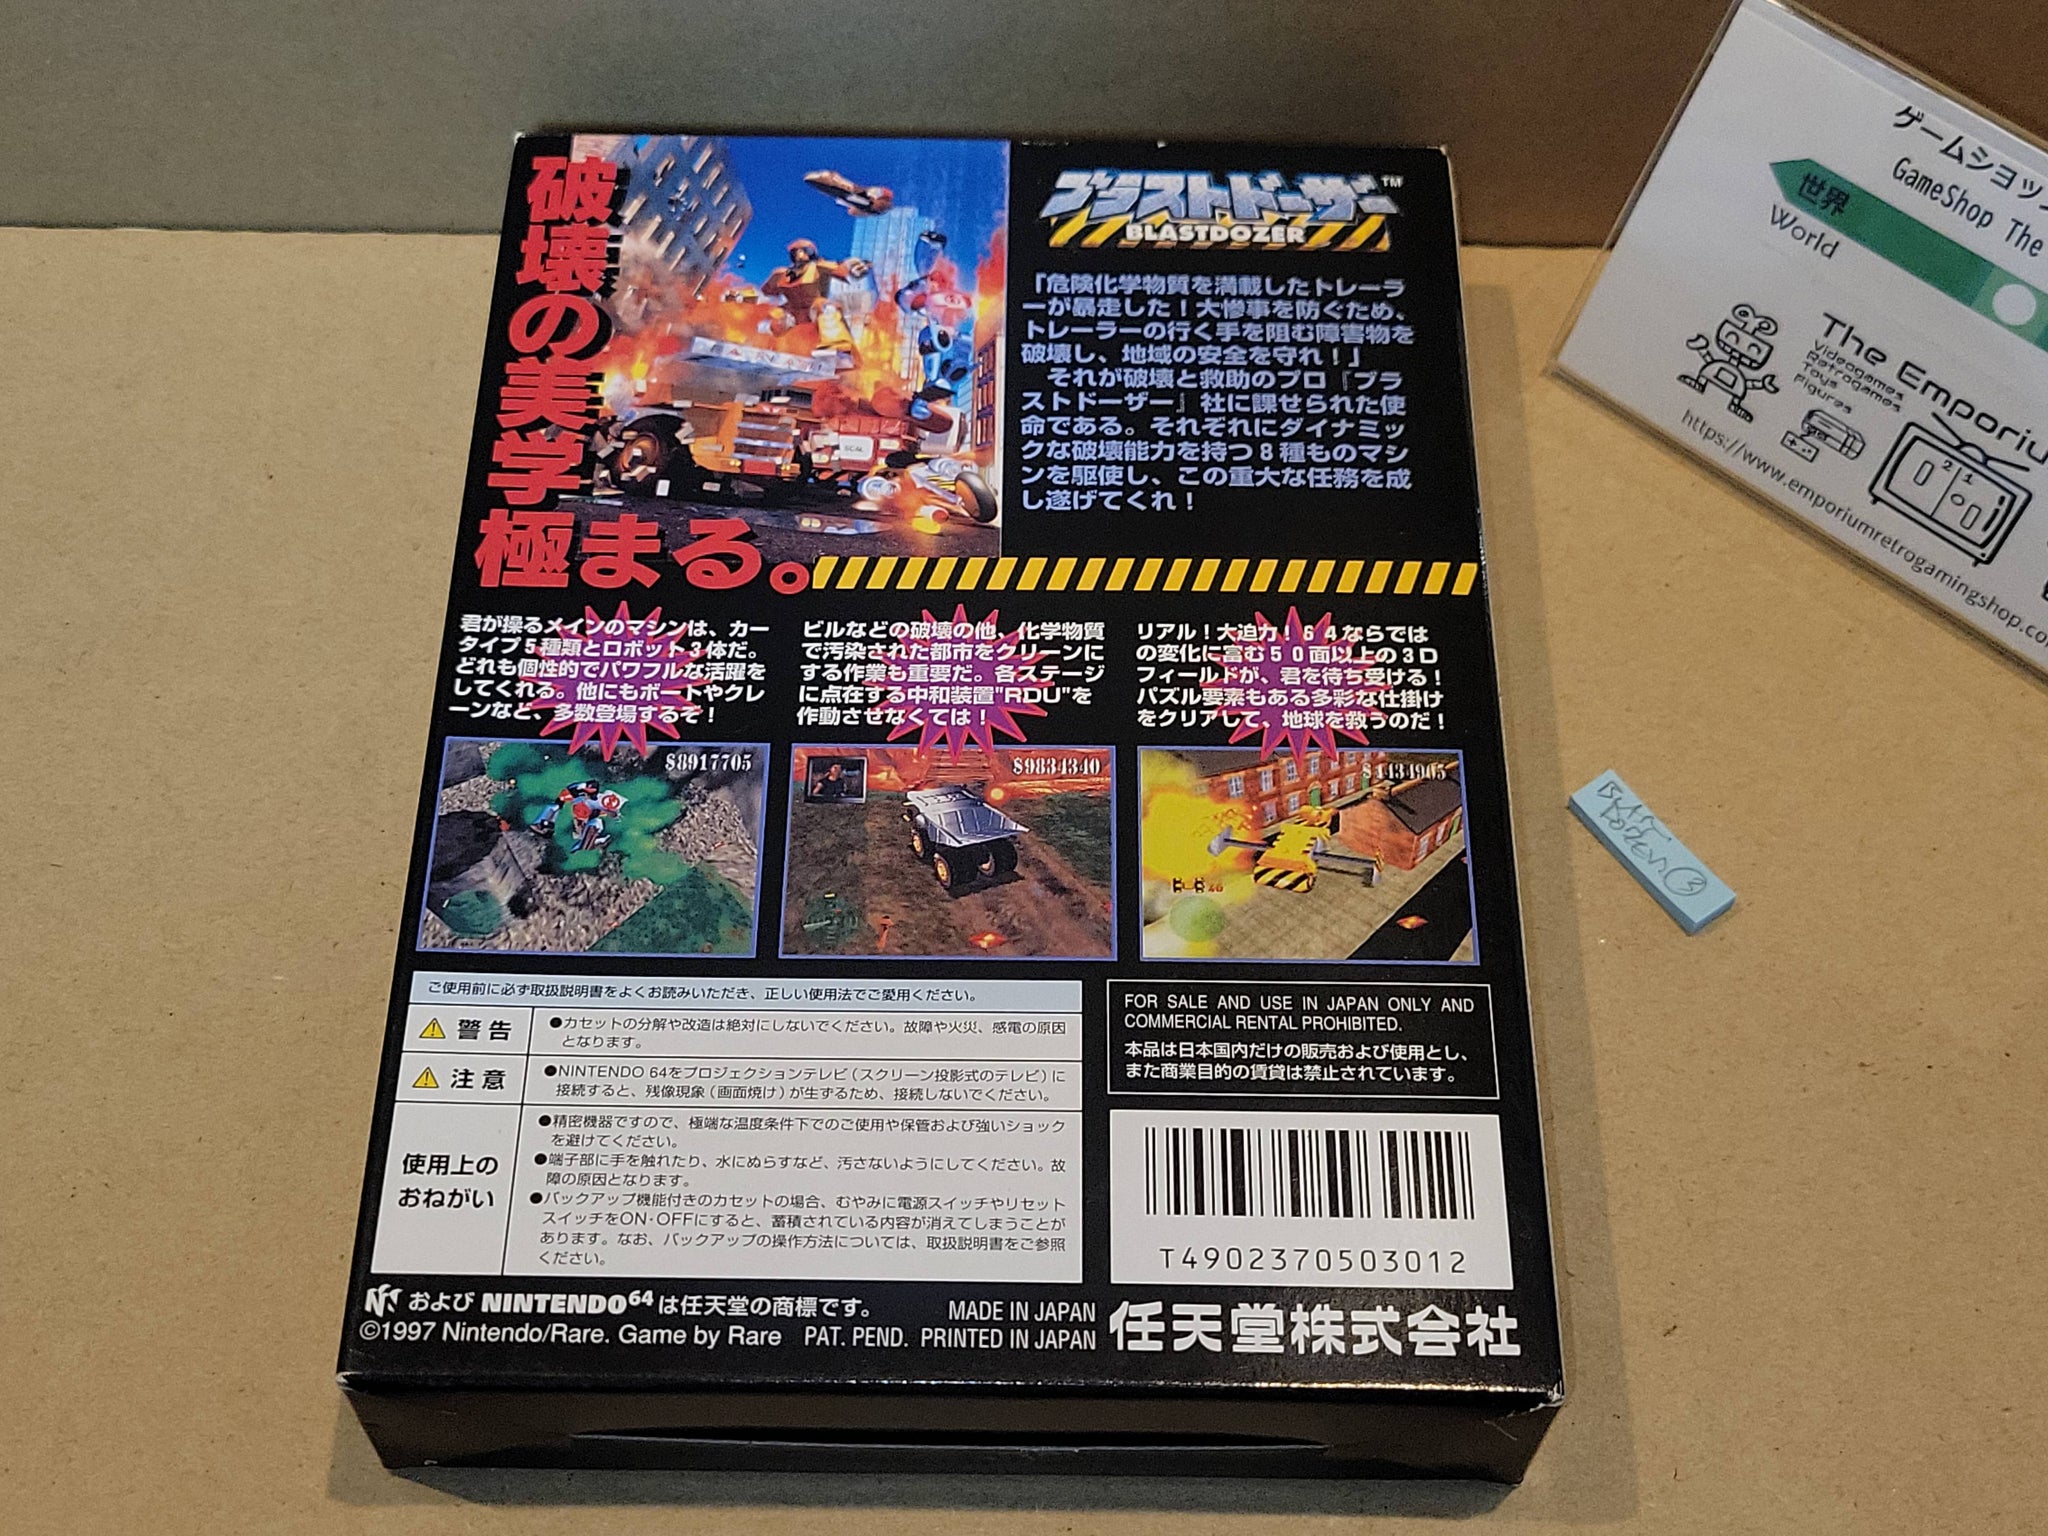 破壊の美学
極まる。
ブラストドーザー™
BLASTDOZER
「危険化学物質を満載したトレーラ
ーが暴走した！大惨事を防ぐため、
トレーラーの行く手を阻む障害物を
破壊し、地域の安全を守れ！」
それが破壊と救助のプロ『ブラ
ストドーザー』社に課せられた使
命である。それぞれにダイナミッ
クな破壊能力を持つ８種ものマシ
ンを駆使し、この重大な任務を成
し遂げてくれ！
君が操るメインのマシンは、カー
タイプ5種類とロボット3体だ。
どれも個性的でパワフルな活躍を
してくれる。他にもボートやクレ
ーンなど、多数登場するぞ！
ビルなどの破壊の他、化学物質
で汚染された都市をクリーンに
する作業も重要だ。各ステージ
に点在する中和装置"RDU"を
作動させなくては！
リアル！大迫力！６４ならでは
の変化に富む５０面以上の３Ｄ
フィールドが、君を待ち受ける！
パズル要素もある多彩な仕掛け
をクリアして、地球を救うのだ！
$8917705
$9834340
$4434905
46
ご使用前に必ず取扱説明書をよくお読みいただき、正しい使用法でご愛用ください。
警告
●カセットの分解や改造は絶対にしないでください。故障や火災、感電の原因
となります。
注意
●NINTENDO 64をプロジェクションテレビ（スクリーン投影式のテレビ）に
接続すると、残像現象（画面焼け）が生ずるため、接続しないでください。
使用上の
おねがい
●精密機器ですので、極端な温度条件下でのご使用や保管および強いショック
を避けてください。
●端子部に手を触れたり、水にぬらすなど、汚さないようにしてください。故
障の原因となります。
●バックアップ機能付きのカセットの場合、むやみに電源スイッチやリセット
スイッチをON・OFFにすると、蓄積されている内容が消えてしまうことが
あります。なお、バックアップの操作方法については、取扱説明書をご参照
ください。
FOR SALE AND USE IN JAPAN ONLY AND
COMMERCIAL RENTAL PROHIBITED.
本品は日本国内だけの販売および使用とし、
また商業目的の賃貸は禁止されています。
T4902370503012
および NINTENDO64 は任天堂の商標です。
©1997 Nintendo/Rare. Game by Rare
MADE IN JAPAN
PAT. PEND. PRINTED IN JAPAN
任天堂株式会社
ゲームショッ
GameShop The
世界
World
The Emporiu
Videogames
Retrogames
Toys
Figures
https://www.emporiumretrogamingshop.co
BLAST
DOZER 3